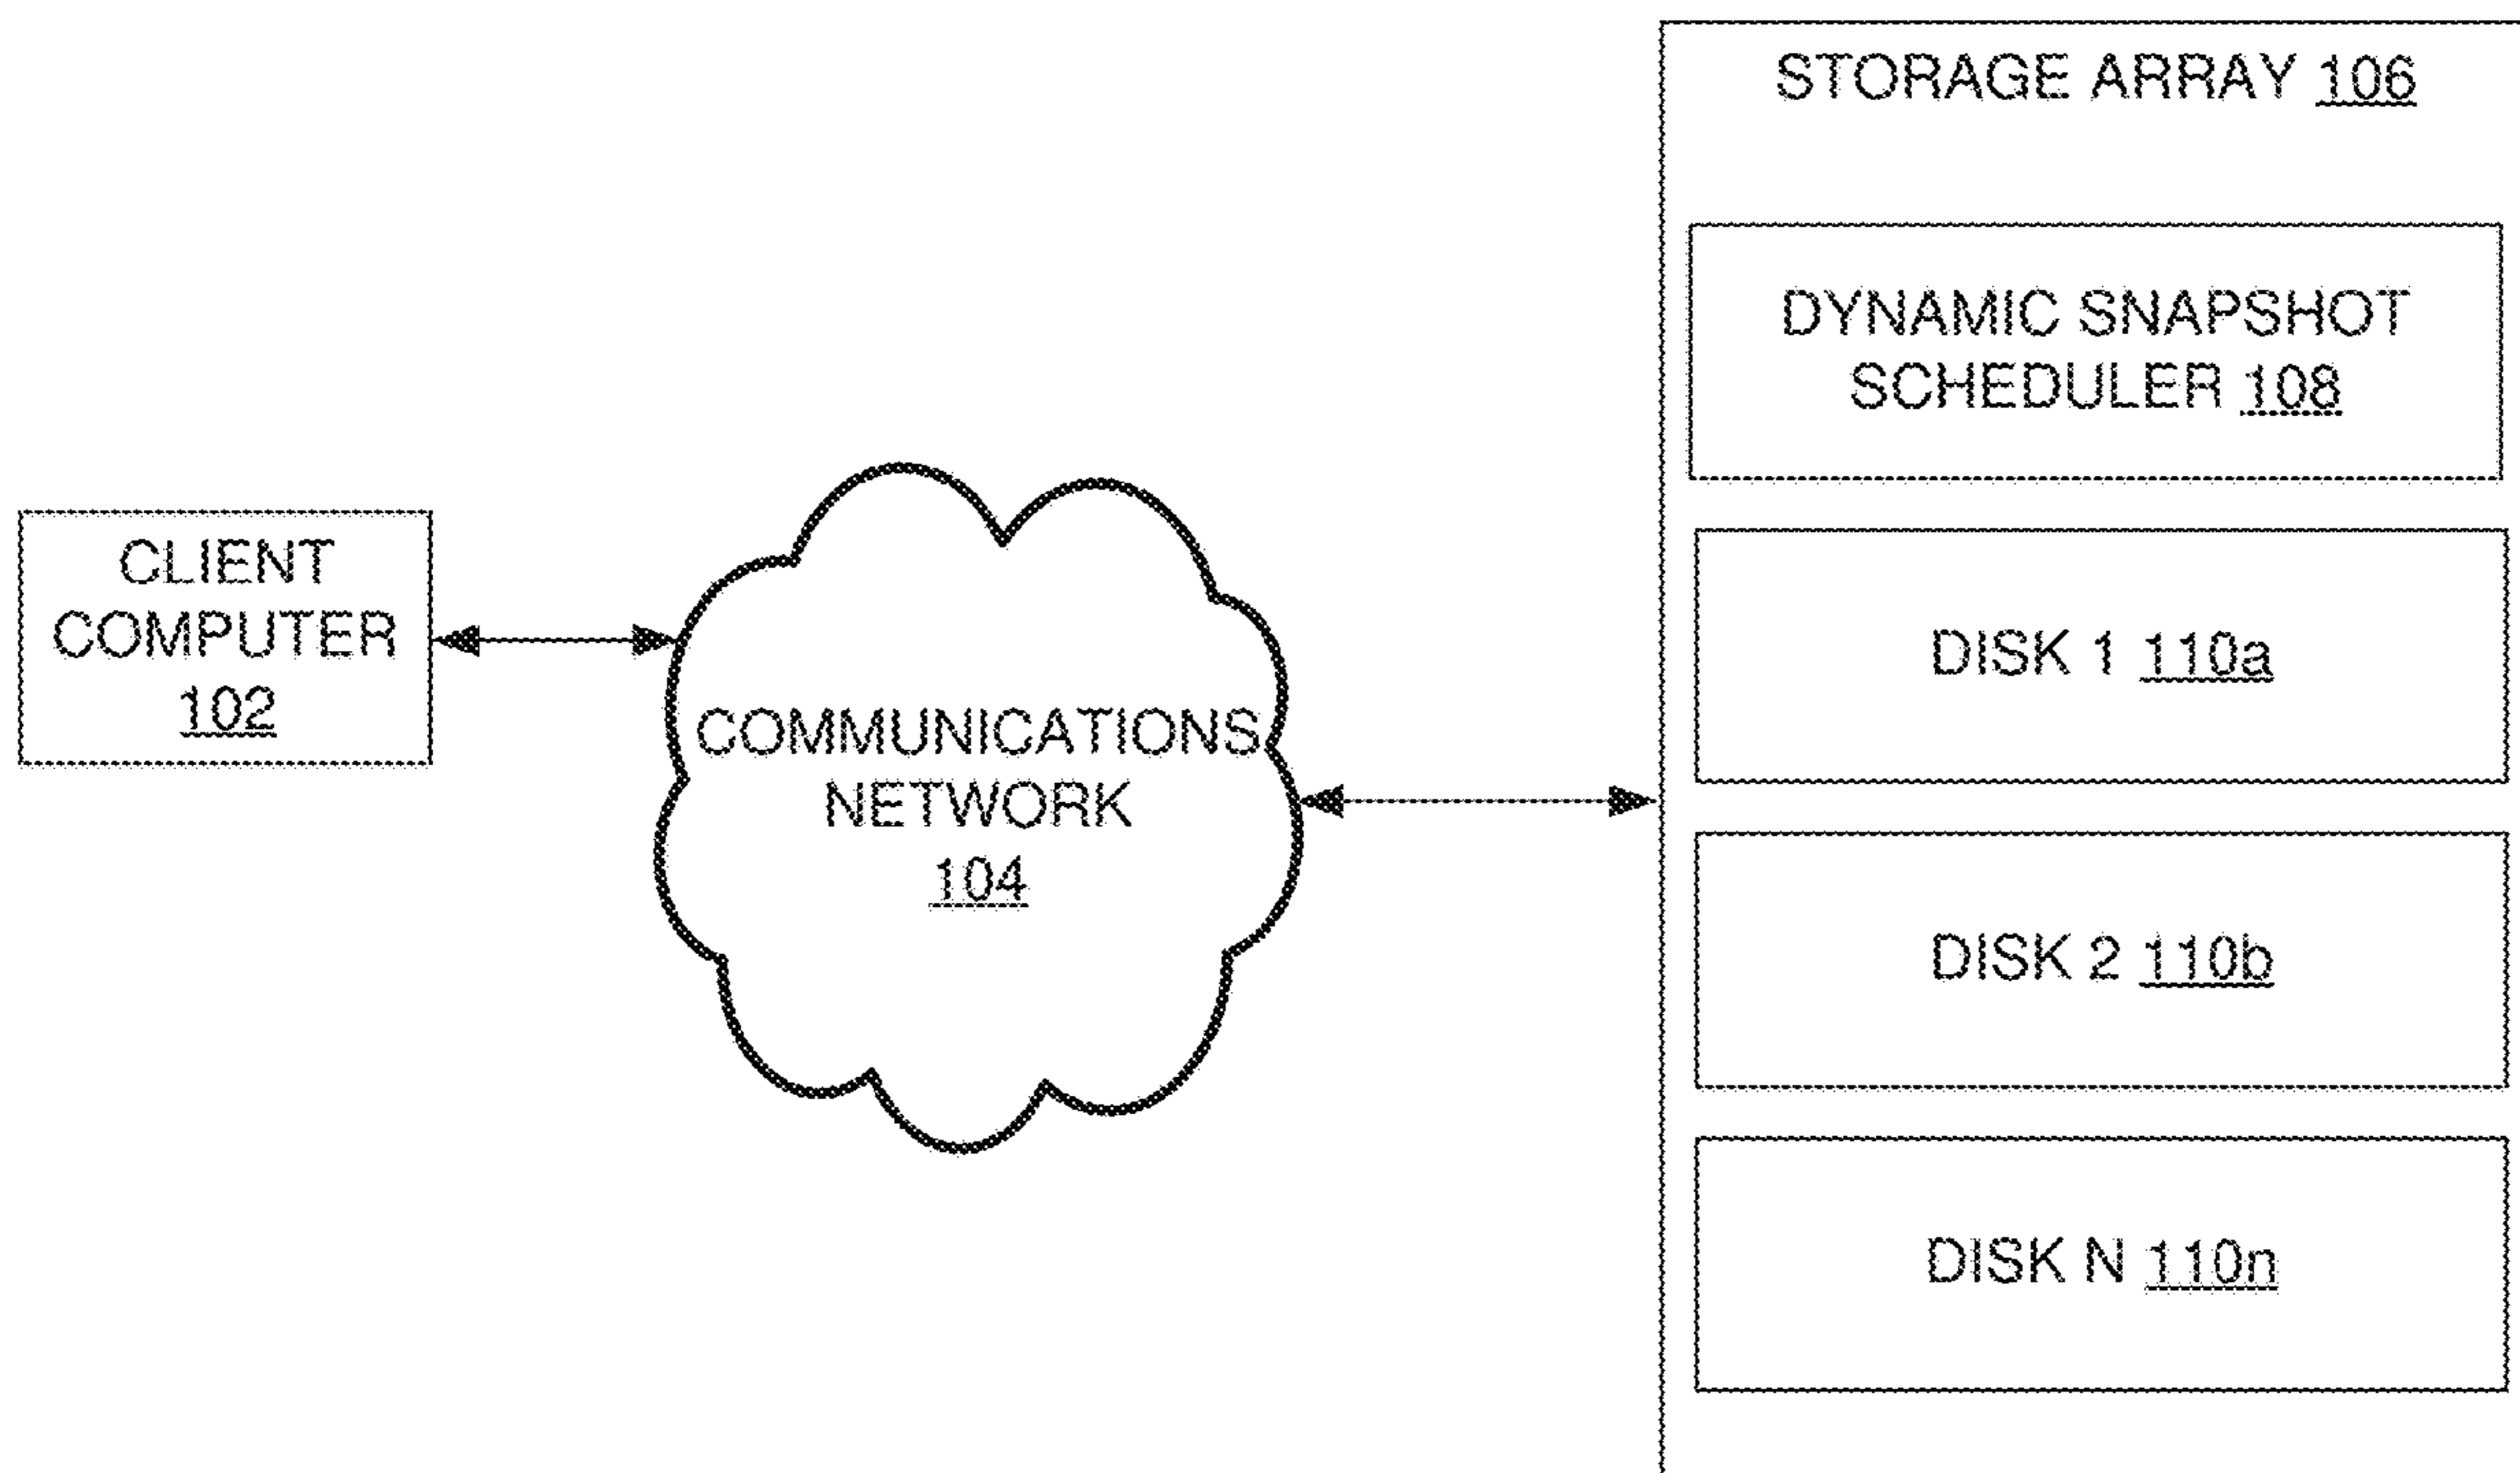 STORAGE ARRAY 106
DYNAMIC SNAPSHOT
SCHEDULER 108
CLIENT
COMPUTER
102
COMMUNICATIONS
NETWORK
104
DISK 1 110a
DISK 2 110b
DISK N 110n